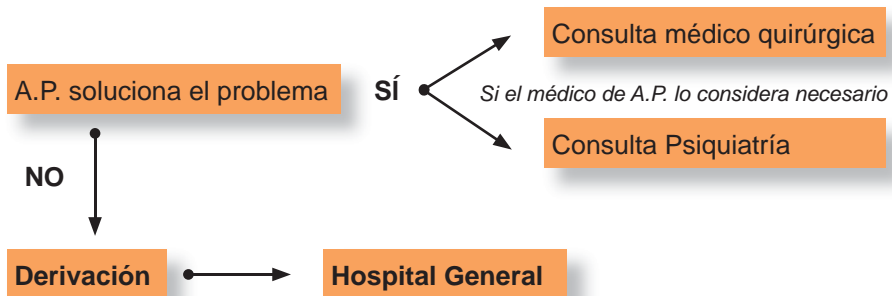 Consulta médico quirúrgica
A.P. soluciona el problema
SÍ
Si el médico de A.P. lo considera necesario
Consulta Psiquiatría
NO
Derivación
Hospital General